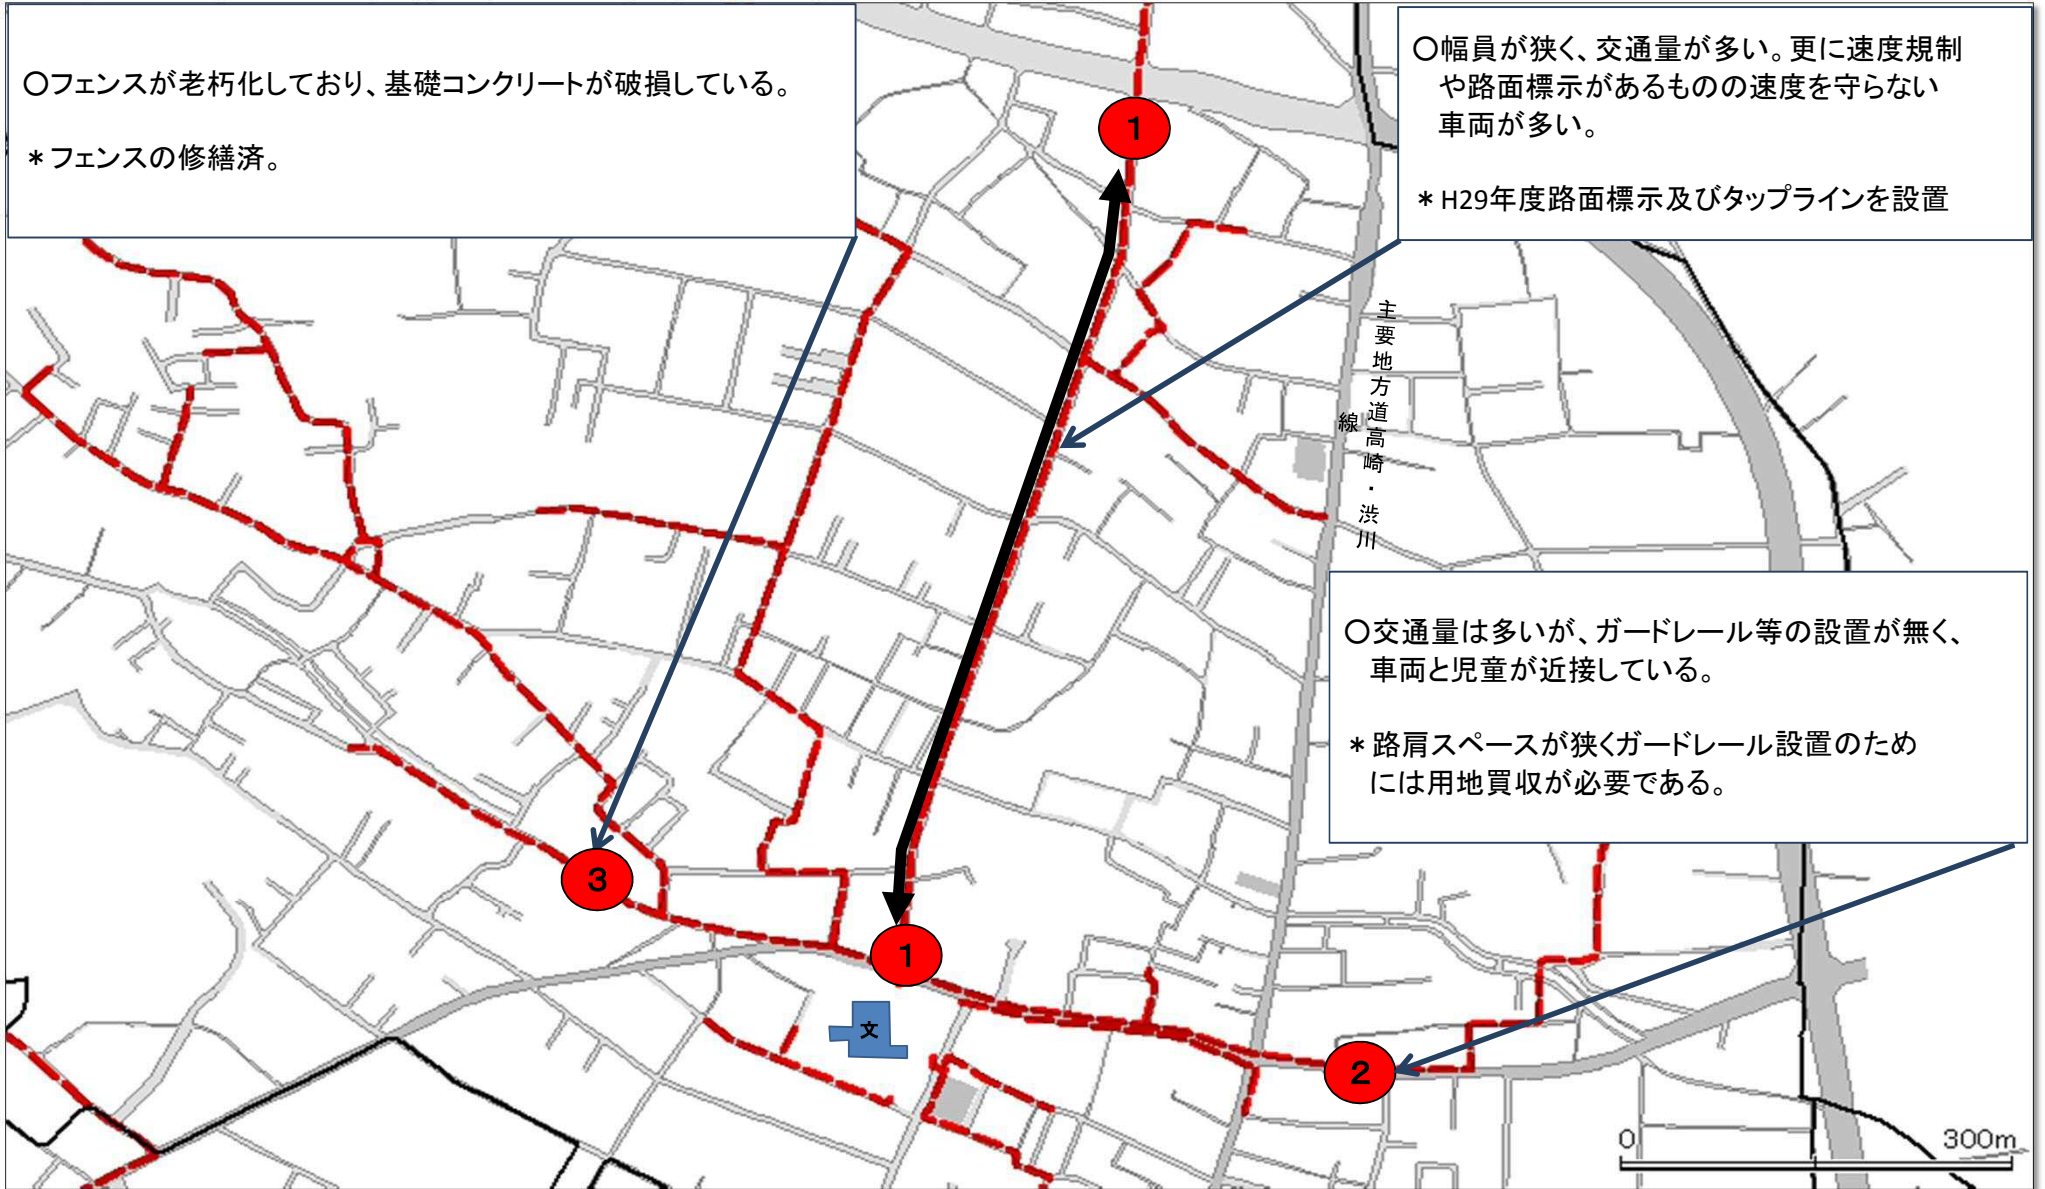 〇フェンスが老朽化しており、基礎コンクリートが破損している。
＊フェンスの修繕済。
〇幅員が狭く、交通量が多い。更に速度規制
や路面標示があるものの速度を守らない
車両が多い。
＊H29年度路面標示及びタップラインを設置
1
主要地方道高崎・渋川
線
〇交通量は多いが、ガードレール等の設置が無く、
車両と児童が近接している。
＊路肩スペースが狭くガードレール設置のため
には用地買収が必要である。
3
1
文
2
0
300m